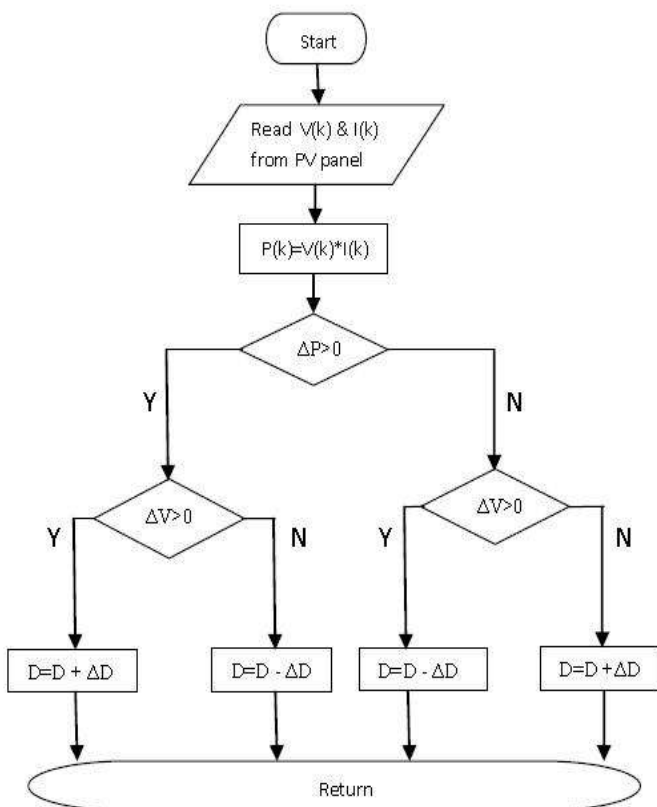 Start
Read V(k) & I(k)
from PV panel
P(k)=V(k)*I(k)
ΔP>0
Y
N
ΔV>0
ΔV>0
Y
N
Y
N
D=D + ΔD
D=D - ΔD
D=D - ΔD
D=D +ΔD
Return